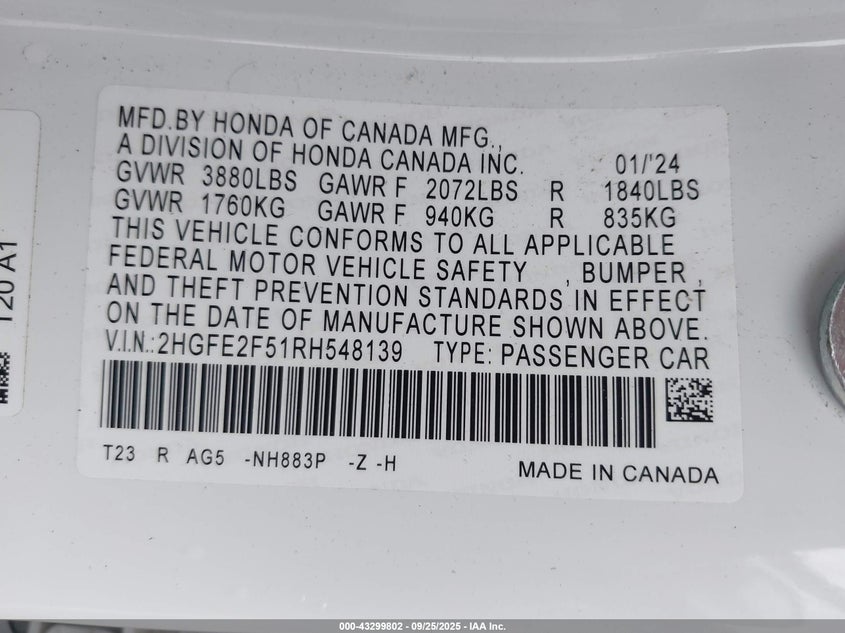 MFD.BY HONDA OF CANADA MFG.,
A DIVISION OF HONDA CANADA INC. 01/'24
GVWR 3880LBS GAWR F 2072LBS R 1840LBS
GVWR 1760KG GAWR F 940KG R 835KG
THIS VEHICLE CONFORMS TO ALL APPLICABLE
FEDERAL MOTOR VEHICLE SAFETY , BUMPER ,
AND THEFT PREVENTION STANDARDS IN EFFECT
ON THE DATE OF MANUFACTURE SHOWN ABOVE.
V.I.N.:2HGFE2F51RH548139 TYPE: PASSENGER CAR
T23 R AG5 -NH883P -Z -H
MADE IN CANADA
T20 A1
000-43299802 - 09/25/2025 - IAA Inc.